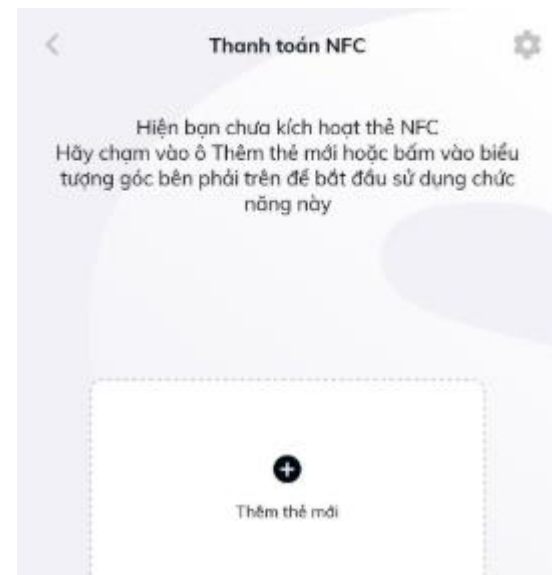 Thanh toán NFC
Hiện bạn chưa kích hoạt thẻ NFC
Hãy chạm vào ô Thêm thẻ mới hoặc bấm vào biểu
tượng góc bên phải trên để bắt đầu sử dụng chức
năng này
Thêm thẻ mới